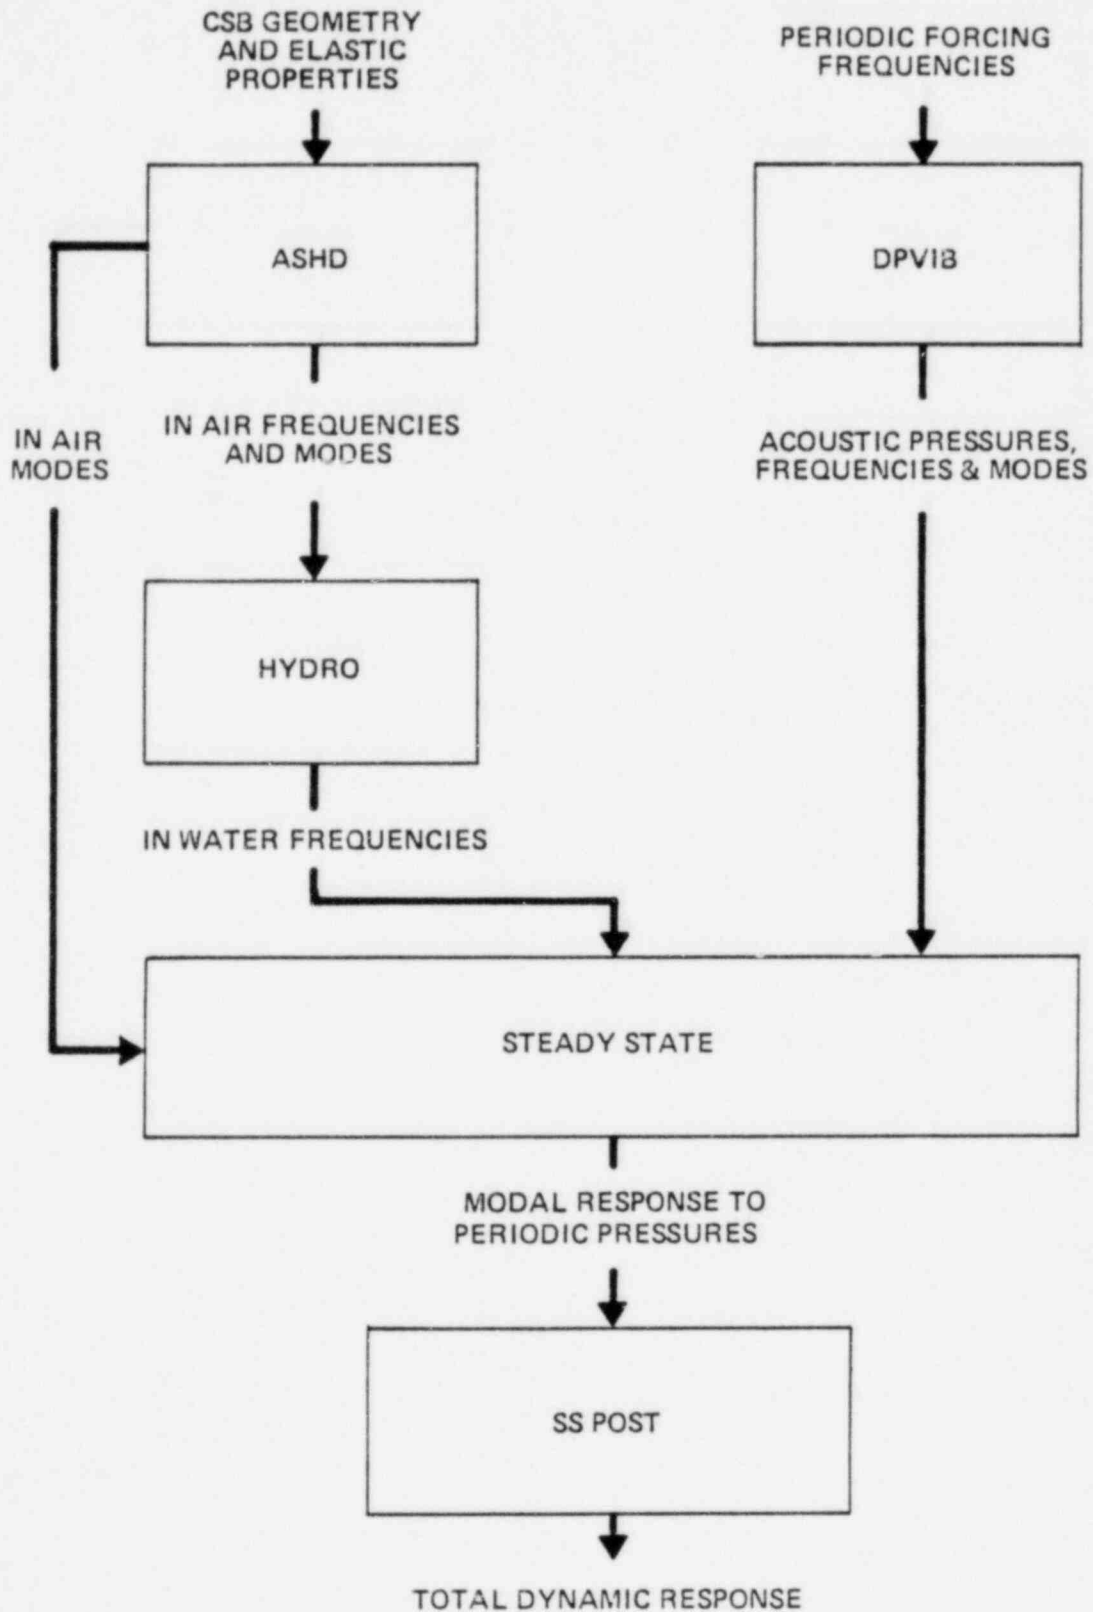 CSB GEOMETRY
AND ELASTIC
PROPERTIES
PERIODIC FORCING
FREQUENCIES
ASHD
DPVIB
IN AIR
MODES
IN AIR FREQUENCIES
AND MODES
ACOUSTIC PRESSURES,
FREQUENCIES & MODES
HYDRO
IN WATER FREQUENCIES
STEADY STATE
MODAL RESPONSE TO
PERIODIC PRESSURES
SS POST
TOTAL DYNAMIC RESPONSE